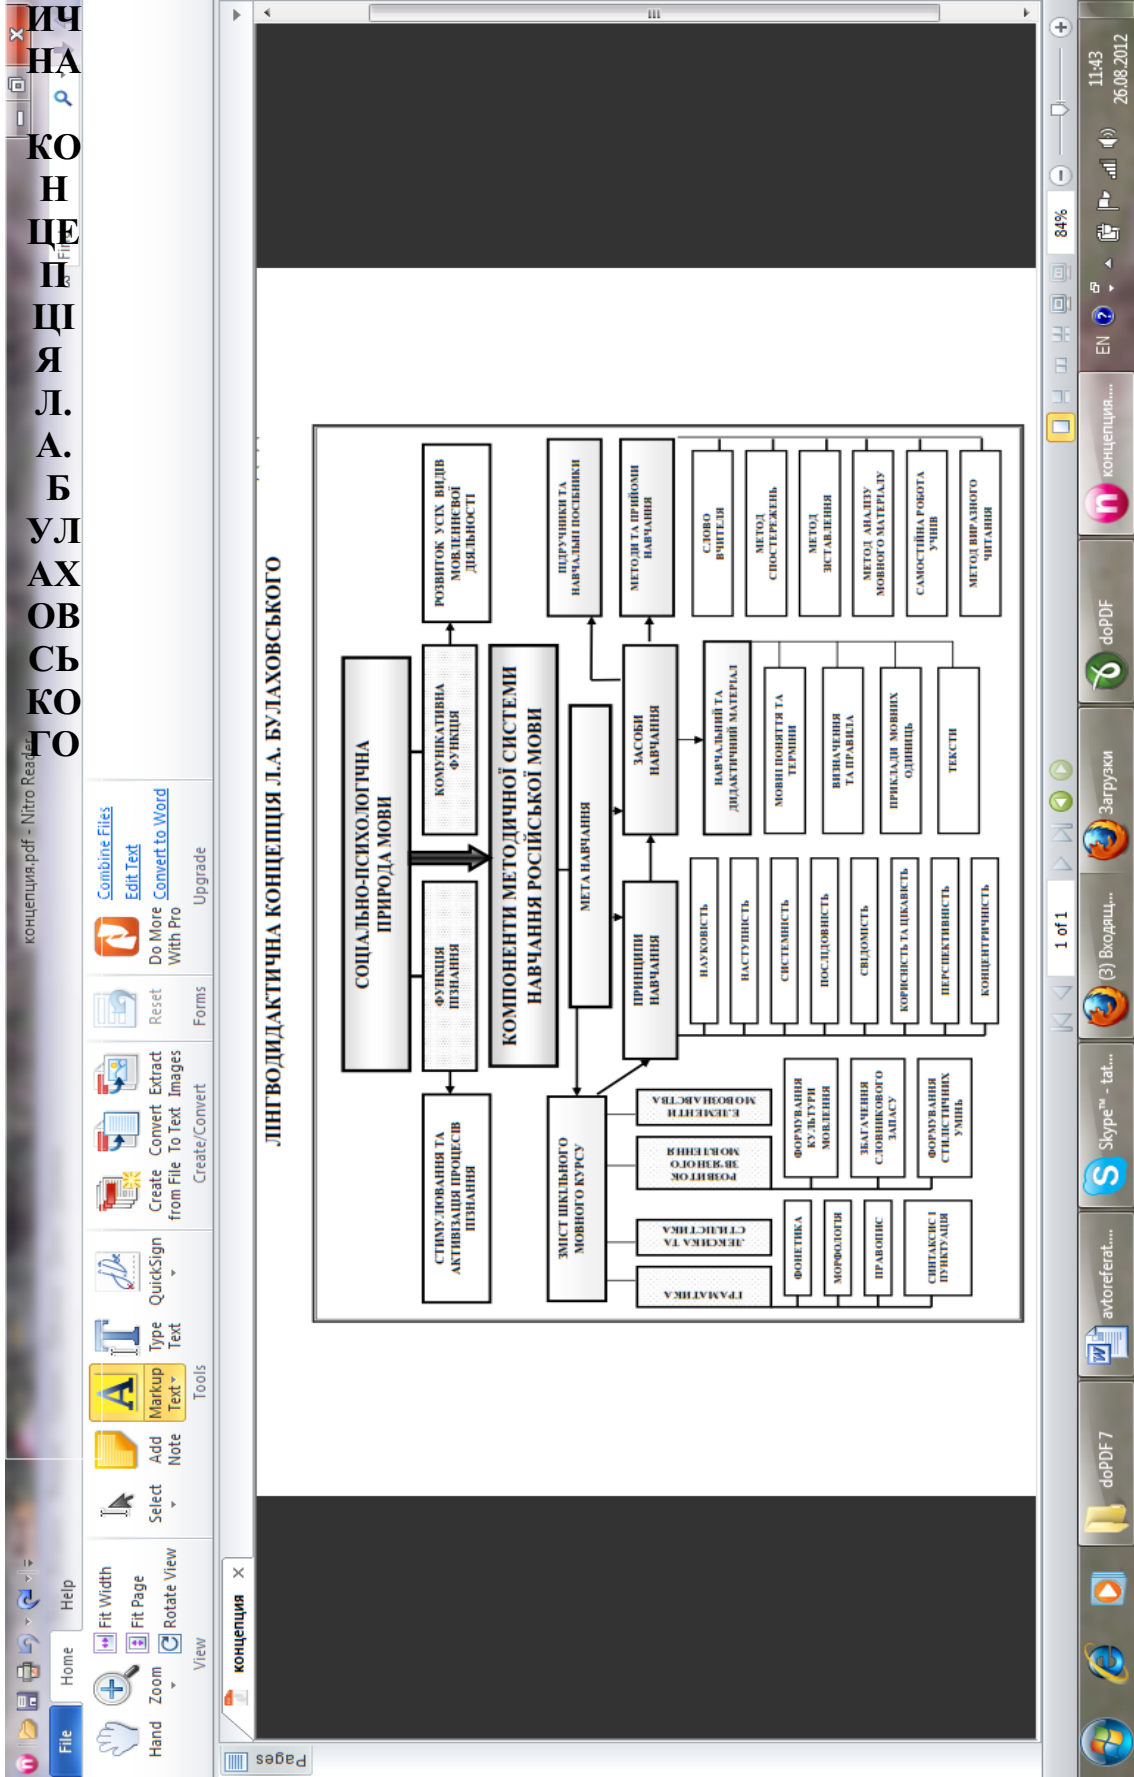 ИЧ
НА
КО
Н
ЦЕ
П
ЦІ
Я
Л.
А.
Б
УЛ
АХ
ОВ
СЬ
КО
ГО
концепция.pdf - Nitro Reader
File
Home
Help
Hand
Zoom
Fit Width
Fit Page
Rotate View
View
Select
Add
Note
Markup
Text
Type
Text
QuickSign
Tools
Create
from File
Convert
To Text
Extract
Images
Create/Convert
Reset
Forms
Do More
With Pro
Combine Files
Edit Text
Convert to Word
Upgrade
концепция
Pages
ЛІНГВОДИДАКТИЧНА КОНЦЕПЦІЯ Л.А. БУЛАХОВСЬКОГО
СОЦІАЛЬНО-ПСИХОЛОГІЧНА
ПРИРОДА МОВИ
СТИМУЛЮВАННЯ ТА
АКТИВІЗАЦІЯ ПРОЦЕСІВ
ПІЗНАННЯ
ФУНКЦІЯ
ПІЗНАННЯ
КОМУНІКАТИВНА
ФУНКЦІЯ
РОЗВИТОК УСІХ ВИДІВ
МОВЛЕННЄВОЇ
ДІЯЛЬНОСТІ
КОМПОНЕНТИ МЕТОДИЧНОЇ СИСТЕМИ
НАВЧАННЯ РОСІЙСЬКОЇ МОВИ
МЕТА НАВЧАННЯ
ЗМІСТ ШКІЛЬНОГО
МОВНОГО КУРСУ
ПРИНЦИПИ
НАВЧАННЯ
ЗАСОБИ
НАВЧАННЯ
ПІДРУЧНИКИ ТА
НАВЧАЛЬНІ ПОСІБНИКИ
МЕТОДИ ТА ПРИЙОМИ
НАВЧАННЯ
ГРАМАТИКА
ЛЕКСИКА ТА
СТИЛІСТИКА
РОЗВИТОК
ЗВ'ЯЗНОГО
МОВЛЕННЯ
ЕЛЕМЕНТИ
МОВОЗНАВСТВА
ФОНЕТИКА
МОРФОЛОГІЯ
ПРАВОПИС
СИНТАКСИС І
ПУНКТУАЦІЯ
ФОРМУВАННЯ
КУЛЬТУРИ
МОВЛЕННЯ
ЗБАГАЧЕННЯ
СЛОВНИКОВОГО
ЗАПАСУ
ФОРМУВАННЯ
СТИЛІСТИЧНИХ
УМІНЬ
НАУКОВІСТЬ
НАСТУПНІСТЬ
СИСТЕМНІСТЬ
ПОСЛІДОВНІСТЬ
СВІДОМІСТЬ
КОРИСНІСТЬ ТА ЦІКАВІСТЬ
ПЕРСПЕКТИВНІСТЬ
КОНЦЕНТРИЧНІСТЬ
НАВЧАЛЬНИЙ ТА
ДИДАКТИЧНИЙ МАТЕРІАЛ
МОВНІ ПОНЯТТЯ ТА
ТЕРМІНИ
ВИЗНАЧЕННЯ
ТА ПРАВИЛА
ПРИКЛАДИ МОВНИХ
ОДИНИЦЬ
ТЕКСТИ
СЛОВО
ВЧИТЕЛЯ
МЕТОД
СПОСТЕРЕЖЕНЬ
МЕТОД
ЗІСТАВЛЕННЯ
МЕТОД АНАЛІЗУ
МОВНОГО МАТЕРІАЛУ
САМОСТІЙНА РОБОТА
УЧНІВ
МЕТОД ВИРАЗНОГО
ЧИТАННЯ
1 of 1
84%
doPDF 7
avtoreferat....
Skype™ - tat...
(3) Входящ...
Загрузки
doPDF
концепция....
EN
11:43
26.08.2012